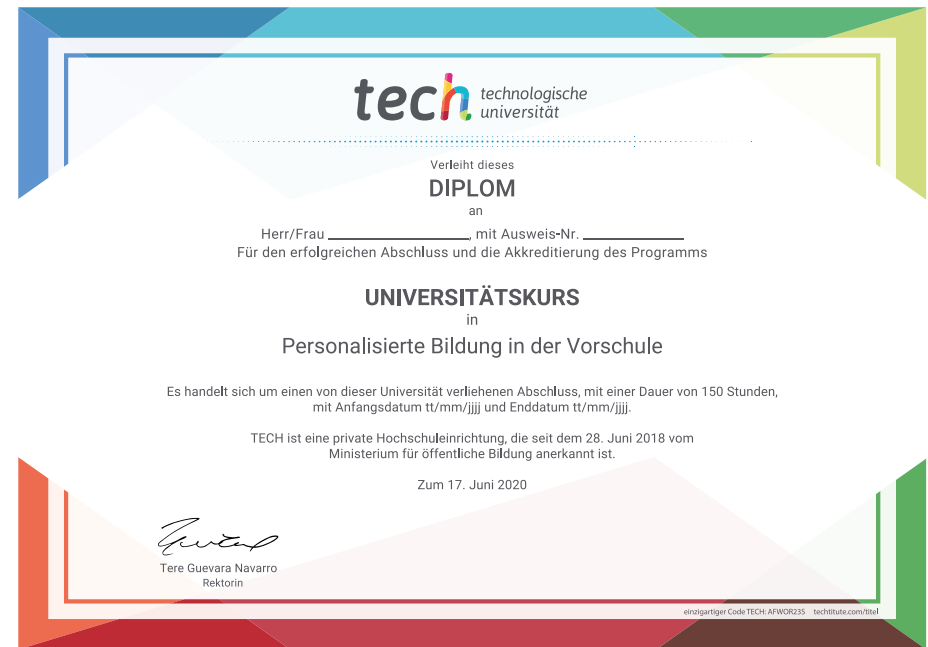 tech technologische
universität
Verleiht dieses
DIPLOM
an
Herr/Frau ____________________, mit Ausweis-Nr. ______________
Für den erfolgreichen Abschluss und die Akkreditierung des Programms
UNIVERSITÄTSKURS
in
Personalisierte Bildung in der Vorschule
Es handelt sich um einen von dieser Universität verliehenen Abschluss, mit einer Dauer von 150 Stunden,
mit Anfangsdatum tt/mm/jjjj und Enddatum tt/mm/jjjj.
TECH ist eine private Hochschuleinrichtung, die seit dem 28. Juni 2018 vom
Ministerium für öffentliche Bildung anerkannt ist.
Zum 17. Juni 2020
Tere Guevara Navarro
Rektorin
einzigartiger Code TECH: AFWOR23S techtitute.com/titel